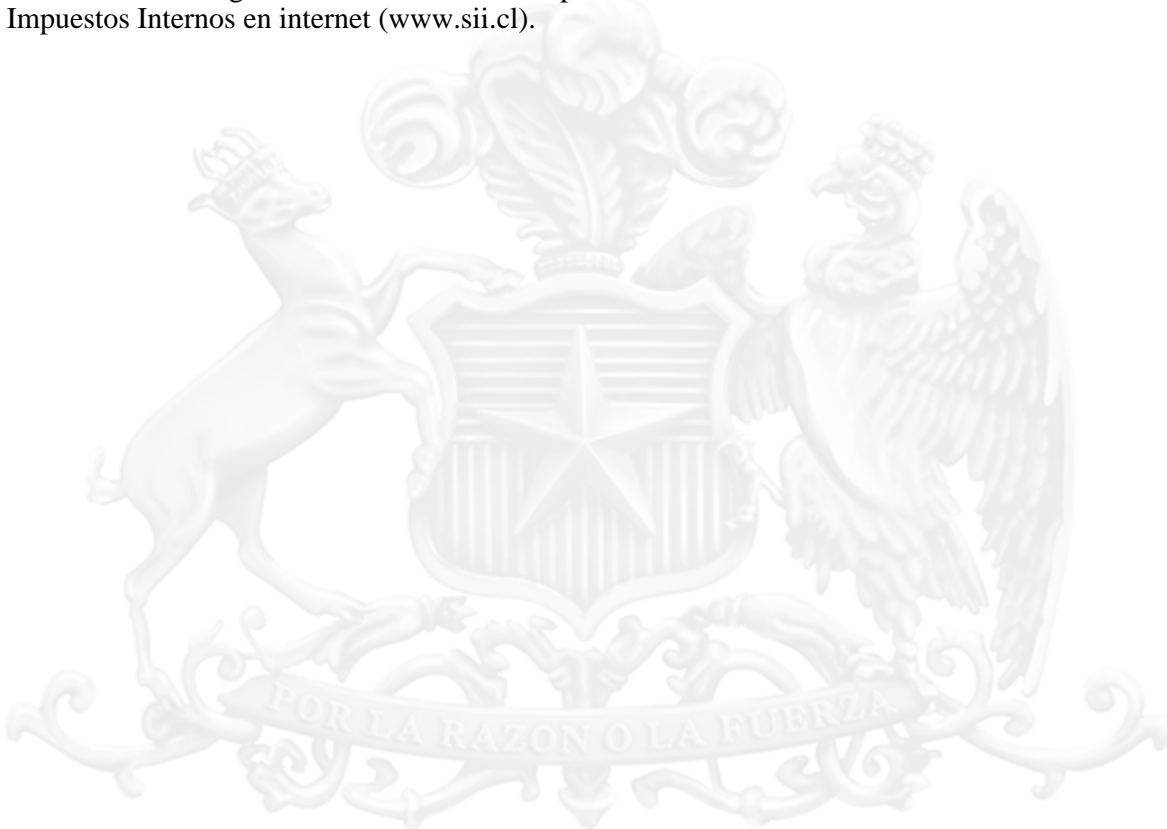 Impuestos Internos en internet (www.sii.cl).
POR LA RAZON O LA FUERZA